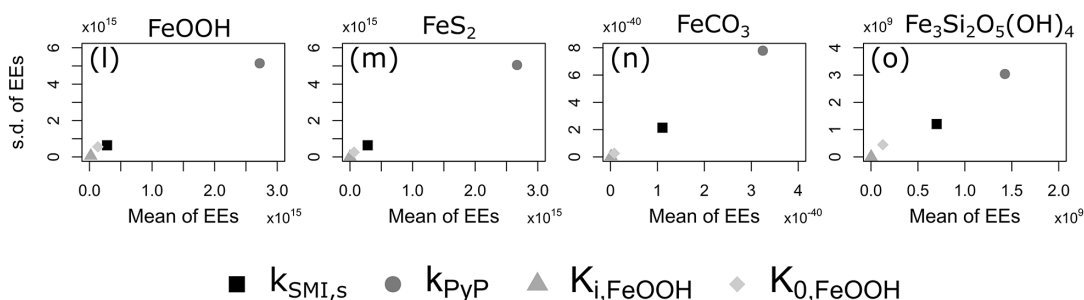 x10^15 FeOOH x10^15 FeS₂ x10^-40 FeCO₃ x10^9 Fe₃Si₂O₅(OH)₄
(l) (m) (n) (o)
s.d. of EEs
6 4 2 0
6 4 2 0
8 6 4 2 0
4 3 2 1 0
0.0 1.0 2.0 3.0
0.0 1.0 2.0 3.0
0 1 2 3 4
0.0 0.5 1.0 1.5 2.0
Mean of EEs x10^15 Mean of EEs x10^15 Mean of EEs x10^-40 Mean of EEs x10^9
k_SMI,s k_PyP K_i,FeOOH K_0,FeOOH